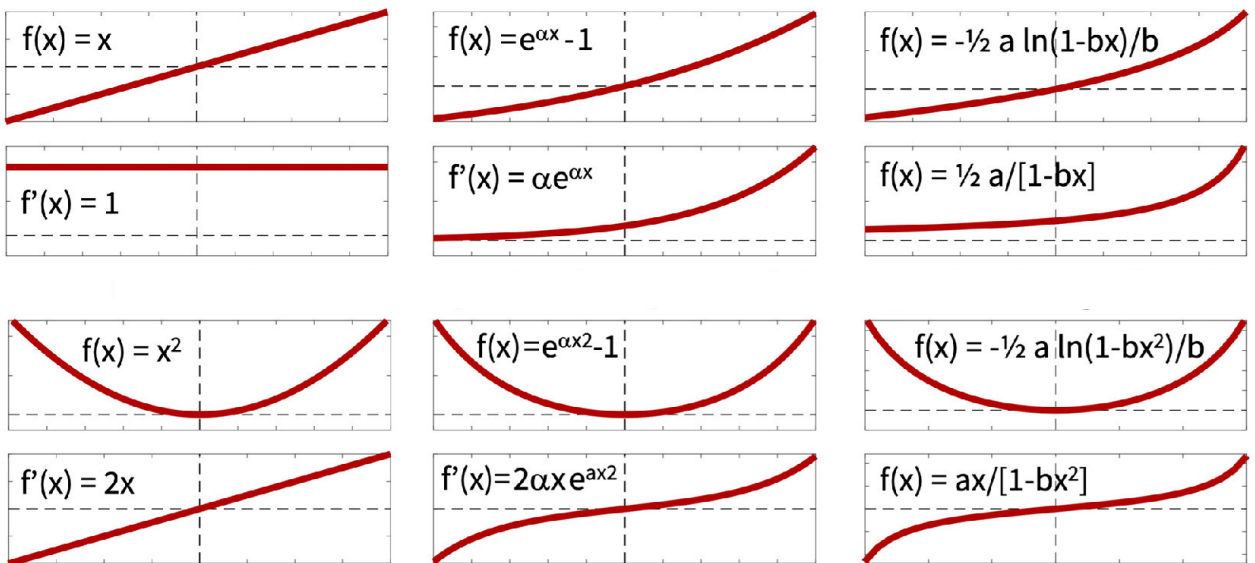 f(x) = x
f(x) =e^αx -1
f(x) = -½ a ln(1-bx)/b
f'(x) = 1
f'(x) = αe^αx
f(x) = ½ a/[1-bx]
f(x) = x²
f(x)=e^αx2-1
f(x) = -½ a ln(1-bx²)/b
f'(x) = 2x
f'(x)=2αx e^ax2
f(x) = ax/[1-bx²]